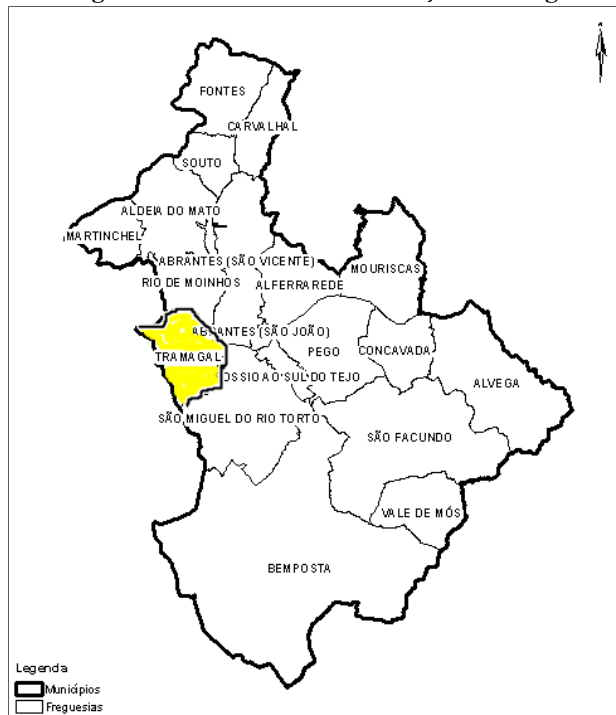 FONTES
CARVALHAL
SOUTO
ALDEIA DO MATO
MARTINCHEL
ABRANTES (SÃO VICENTE)
MOURISCAS
RIO DE MOINHOS
ALFERRAREDE
ABRANTES (SÃO JOÃO)
TRAMAGAL
PEGO
CONCAVADA
OSSIO AO SUL DO TEJO
ALVEGA
SÃO MIGUEL DO RIO TORTO
SÃO FACUNDO
VALE DE MÓS
BEMPOSTA
Legenda
Municípios
Freguesias